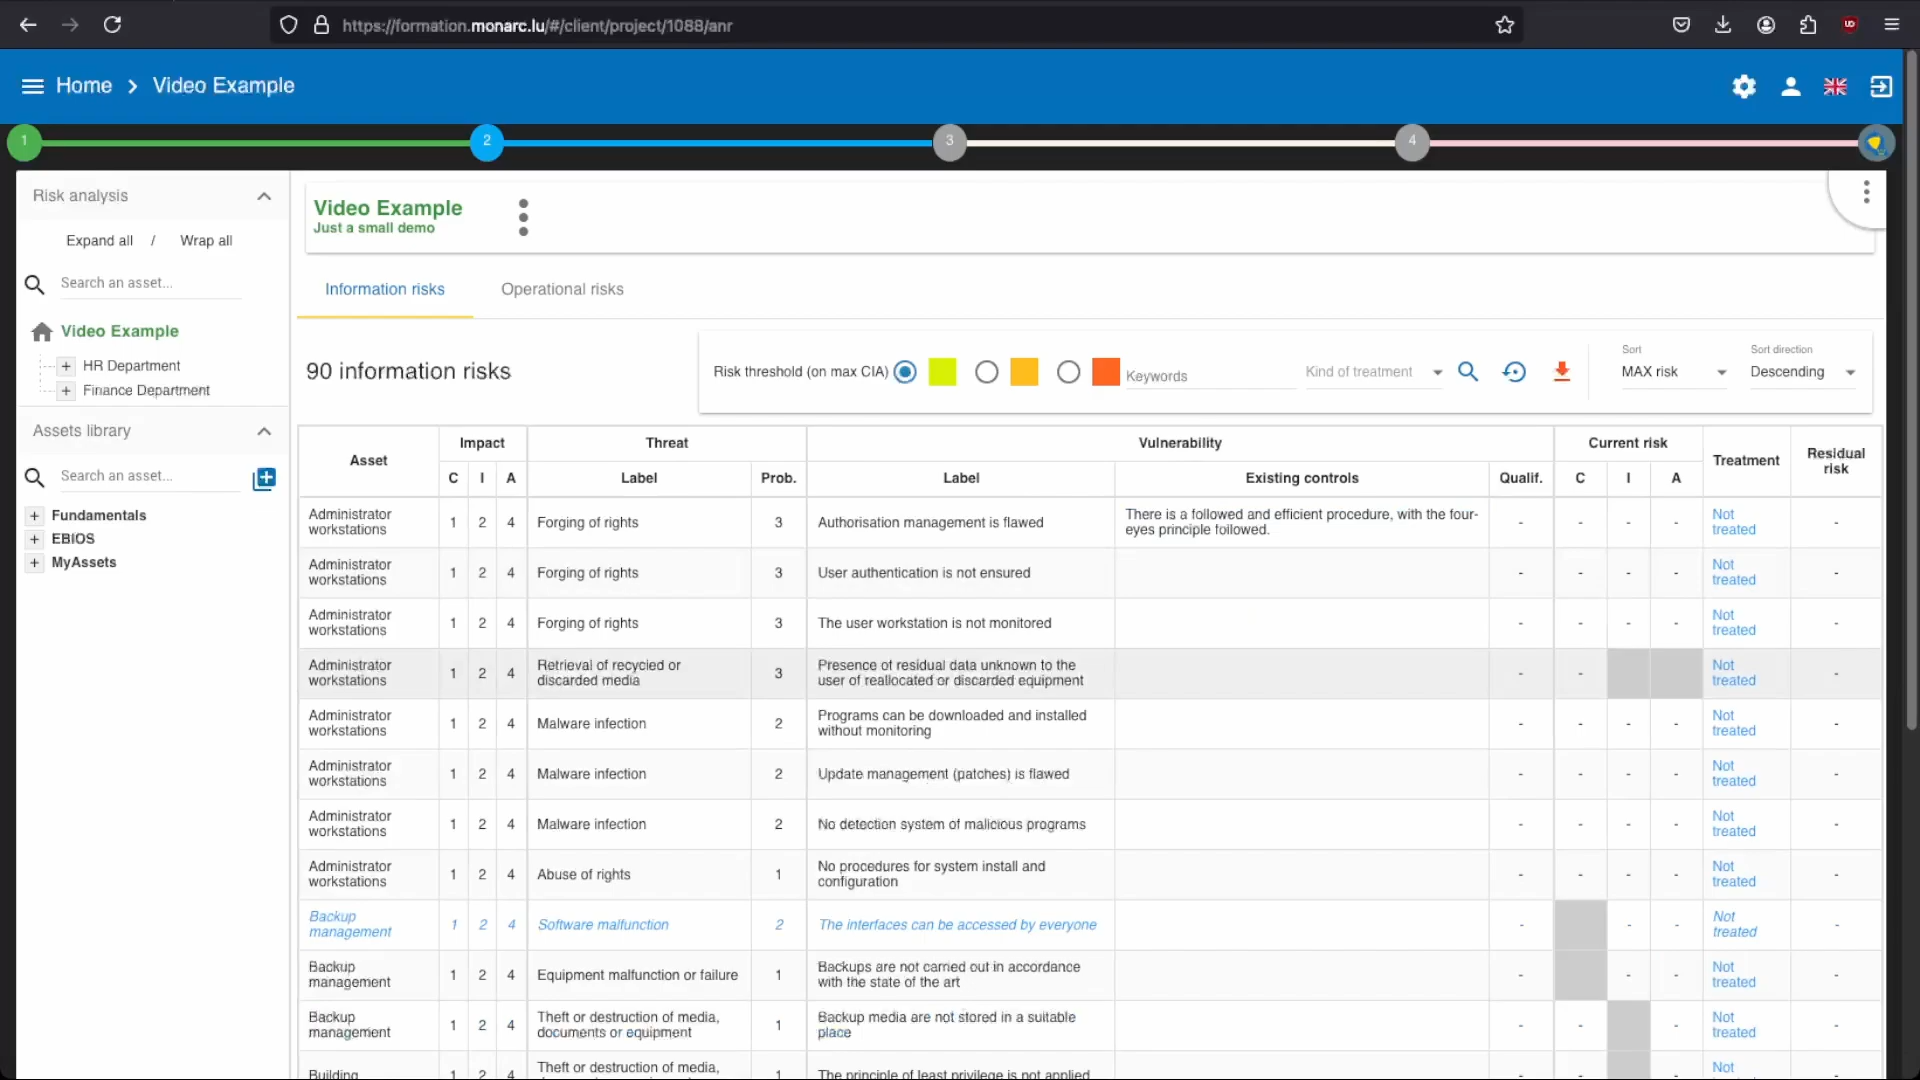 https://formation.monarc.lu/#/client/project/1088/anr
Home > Video Example
1 2 3 4
Risk analysis
Expand all / Wrap all
Search an asset...
Video Example
HR Department
Finance Department
Assets library
Search an asset...
Fundamentals
EBIOS
MyAssets
Video Example
Just a small demo
Information risks Operational risks
90 information risks
Risk threshold (on max CIA)
Keywords
Kind of treatment
Sort
MAX risk
Sort direction
Descending
Asset Impact Threat Vulnerability Current risk Treatment Residual risk
C I A Label Prob. Label Existing controls Qualif. C I A
Administrator workstations 1 2 4 Forging of rights 3 Authorisation management is flawed There is a followed and efficient procedure, with the four-eyes principle followed. - - - - Not treated -
Administrator workstations 1 2 4 Forging of rights 3 User authentication is not ensured - - - - Not treated -
Administrator workstations 1 2 4 Forging of rights 3 The user workstation is not monitored - - - - Not treated -
Administrator workstations 1 2 4 Retrieval of recycled or discarded media 3 Presence of residual data unknown to the user of reallocated or discarded equipment - - Not treated -
Administrator workstations 1 2 4 Malware infection 2 Programs can be downloaded and installed without monitoring - - - - Not treated -
Administrator workstations 1 2 4 Malware infection 2 Update management (patches) is flawed - - - - Not treated -
Administrator workstations 1 2 4 Malware infection 2 No detection system of malicious programs - - - - Not treated -
Administrator workstations 1 2 4 Abuse of rights 1 No procedures for system install and configuration - - - - Not treated -
Backup management 1 2 4 Software malfunction 2 The interfaces can be accessed by everyone - - - Not treated -
Backup management 1 2 4 Equipment malfunction or failure 1 Backups are not carried out in accordance with the state of the art - - - Not treated -
Backup management 1 2 4 Theft or destruction of media, documents or equipment 1 Backup media are not stored in a suitable place - - - Not treated -
Building 1 2 4 Theft or destruction of media, 1 The principle of least privilege is not applied - - - Not